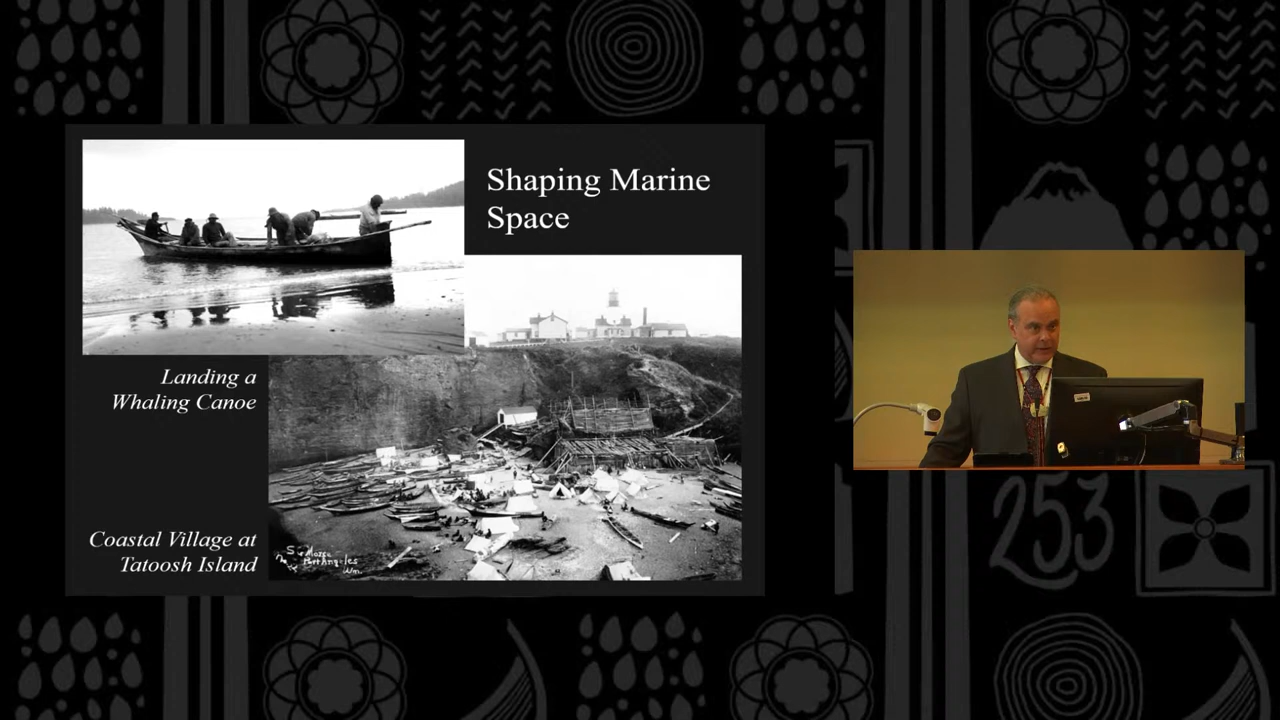 Shaping Marine
Space
Landing a
Whaling Canoe
Coastal Village at
Tatoosh Island
253